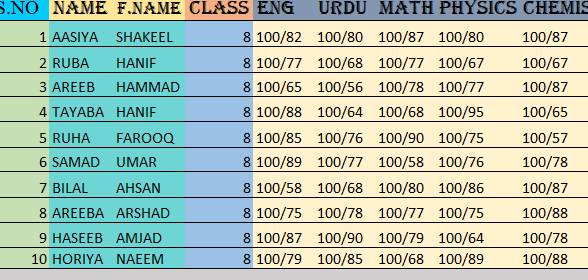 S.NO NAME F.NAME CLASS ENG URDU MATH PHYSICS CHEMIS
1 AASIYA SHAKEEL 8 100/82 100/80 100/87 100/80 100/87
2 RUBA HANIF 8 100/77 100/68 100/77 100/67 100/67
3 AREEB HAMMAD 8 100/65 100/56 100/78 100/77 100/87
4 TAYABA HANIF 8 100/88 100/64 100/68 100/95 100/65
5 RUHA FAROOQ 8 100/85 100/76 100/90 100/75 100/57
6 SAMAD UMAR 8 100/89 100/77 100/58 100/76 100/78
7 BILAL AHSAN 8 100/58 100/68 100/80 100/86 100/87
8 AREEBA ARSHAD 8 100/75 100/78 100/77 100/75 100/88
9 HASEEB AMJAD 8 100/87 100/90 100/79 100/64 100/78
10 HORIYA NAEEM 8 100/79 100/85 100/68 100/89 100/88